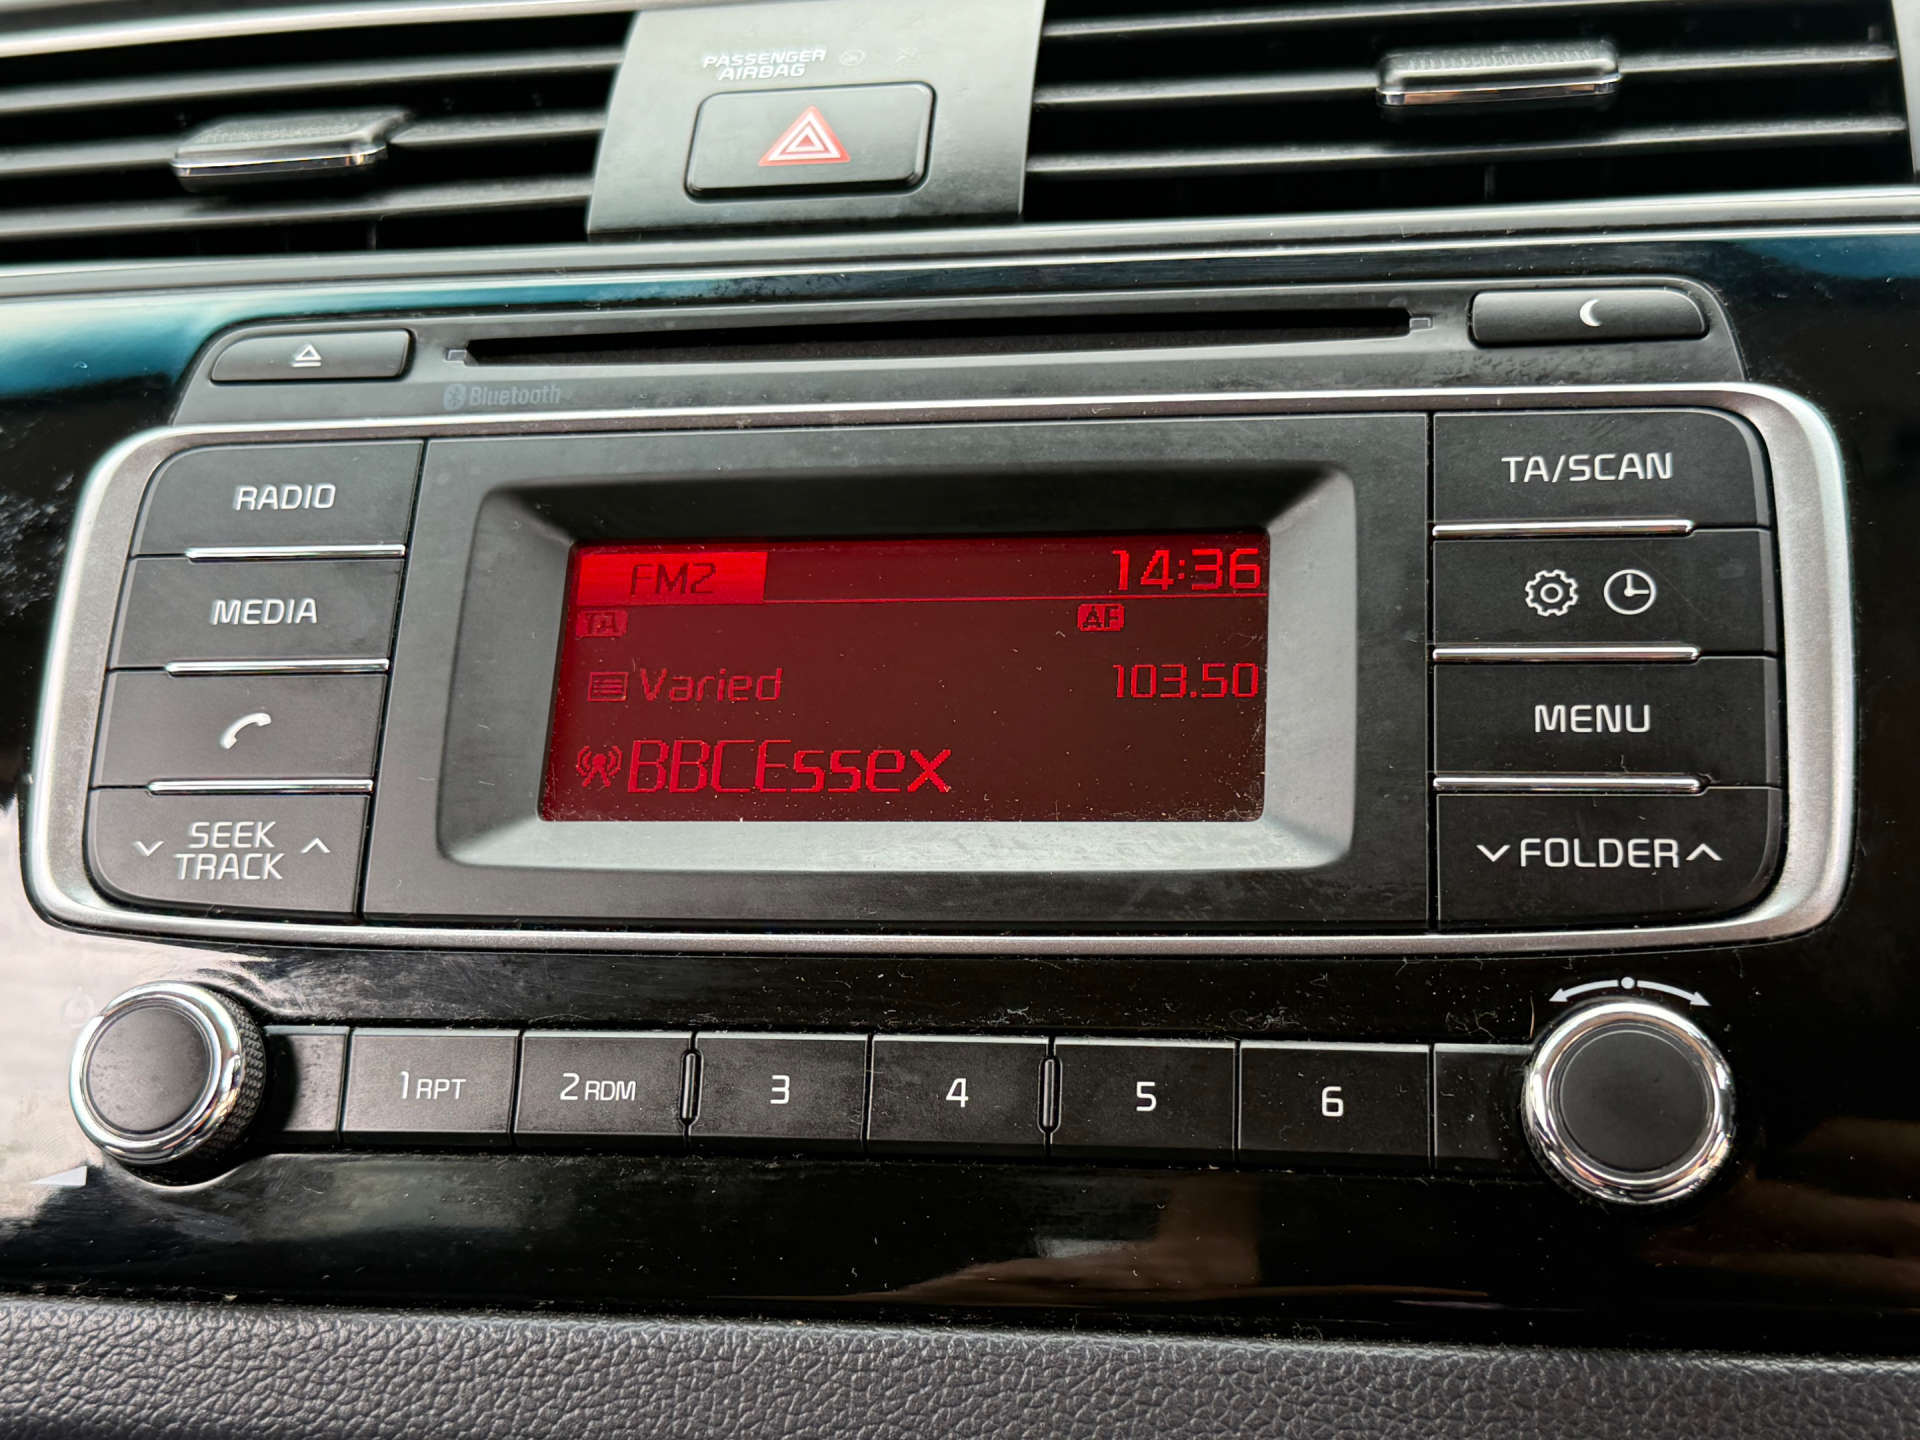 PASSENGER
AIRBAG
Bluetooth
RADIO
MEDIA
SEEK
TRACK
FM2 14:36
TA AF
Varied 103.50
BBCEssex
TA/SCAN
MENU
FOLDER
1 RPT 2 RDM 3 4 5 6